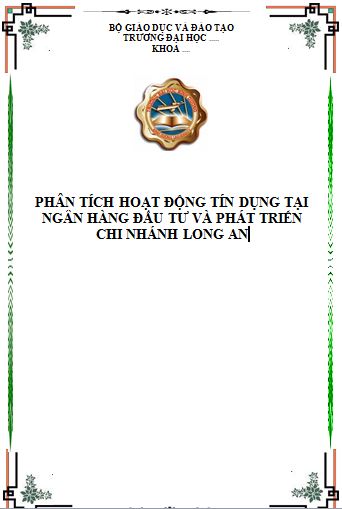 BỘ GIÁO DỤC VÀ ĐÀO TẠO
TRƯỜNG ĐẠI HỌC .....
KHOA ...
PHÂN TÍCH HOẠT ĐỘNG TÍN DỤNG TẠI
NGÂN HÀNG ĐẦU TƯ VÀ PHÁT TRIỂN
CHI NHÁNH LONG AN